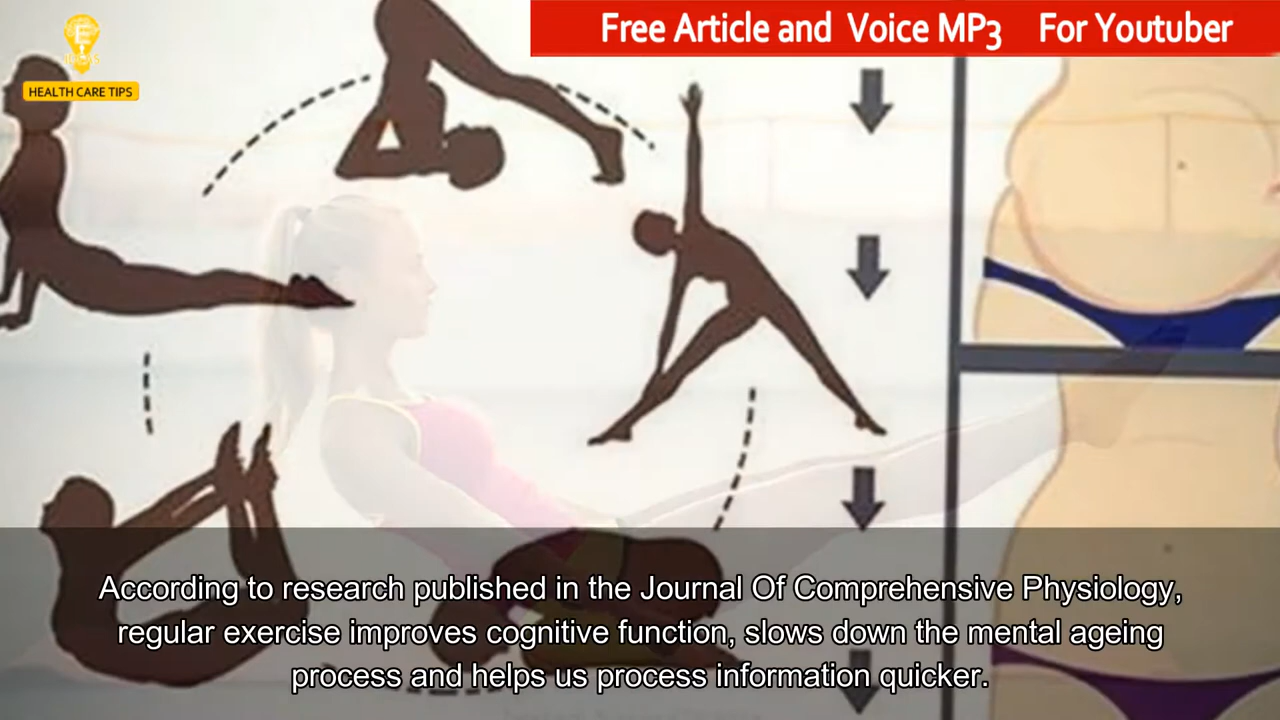 Free Article and Voice MP3 For Youtuber
HEALTH CARE TIPS
According to research published in the Journal Of Comprehensive Physiology,
regular exercise improves cognitive function, slows down the mental ageing
process and helps us process information quicker.